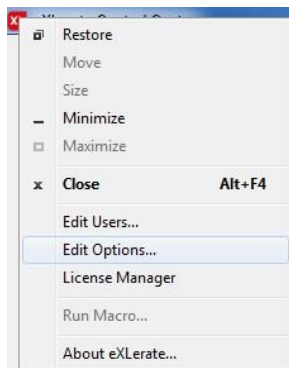 Restore
Move
Size
Minimize
Maximize
Close Alt+F4
Edit Users...
Edit Options...
License Manager
Run Macro...
About eXLerate...